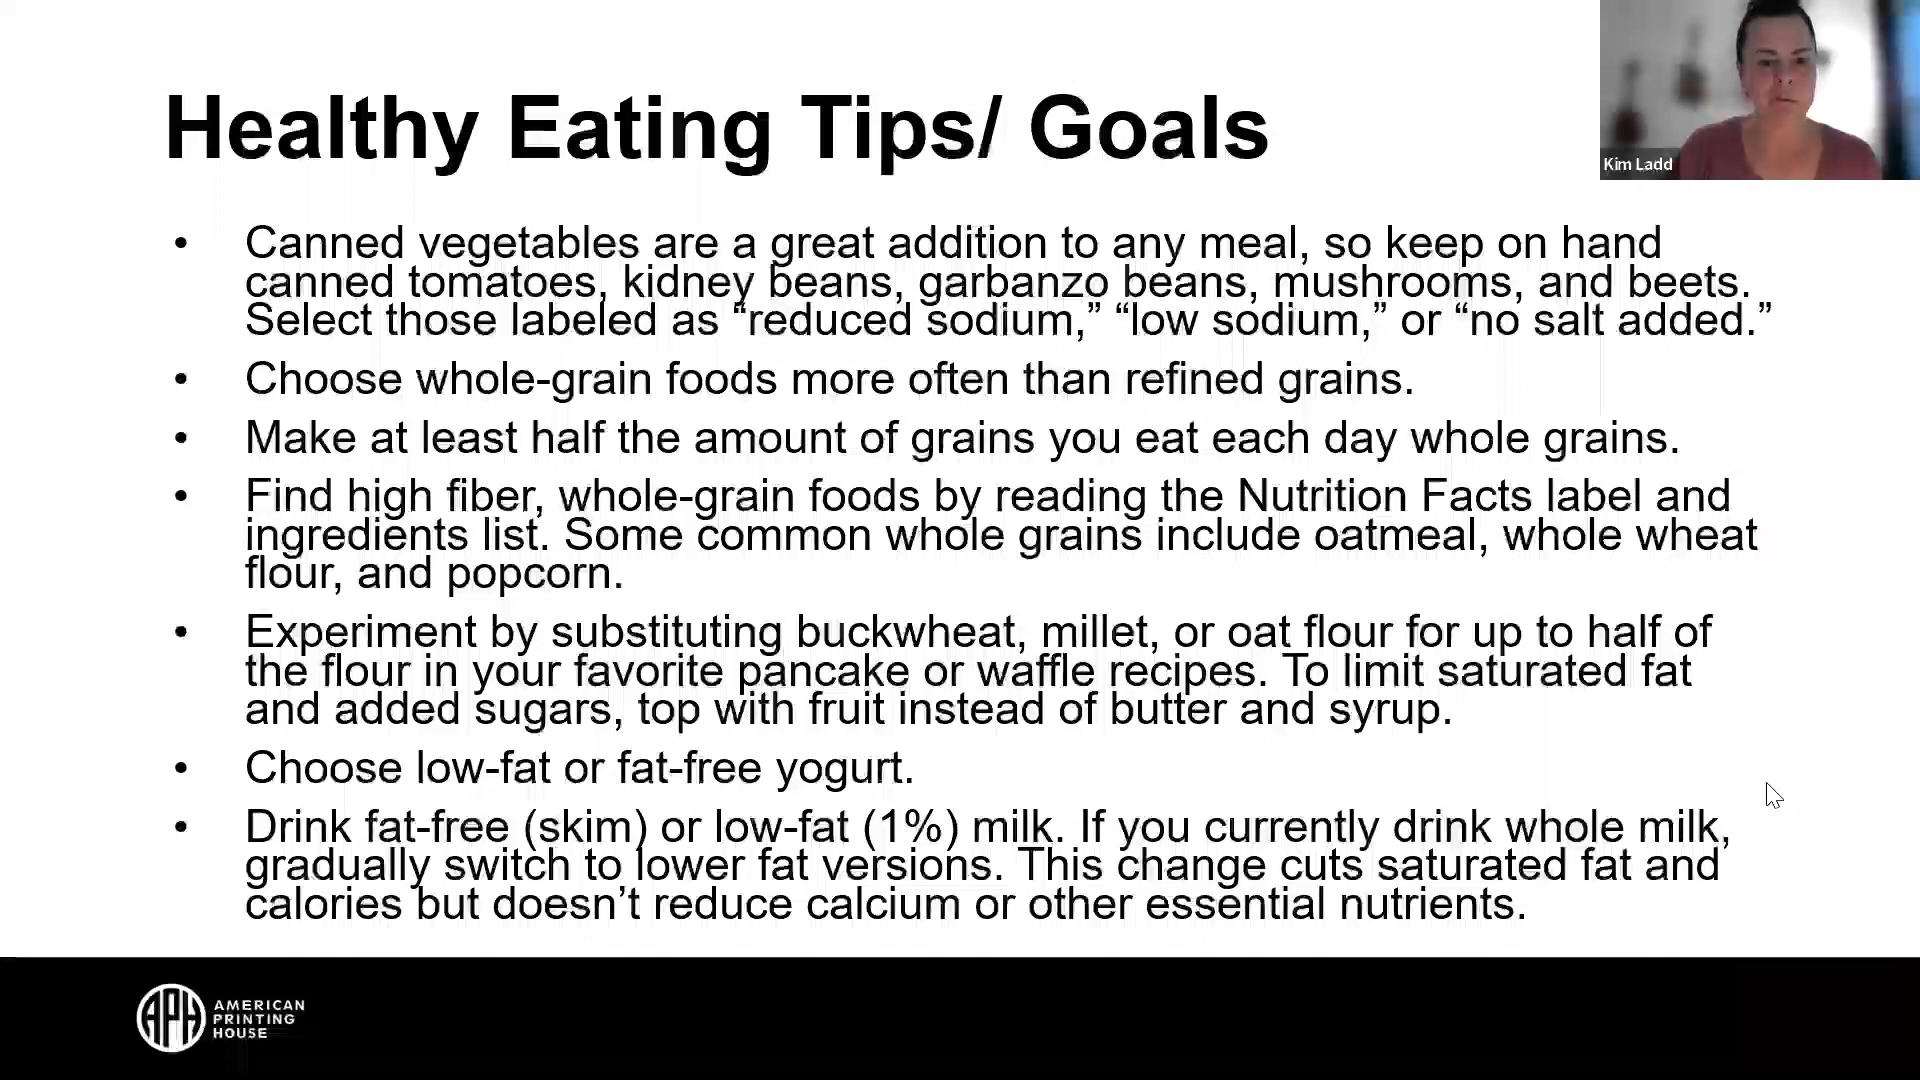 Healthy Eating Tips/ Goals
Kim Ladd
• Canned vegetables are a great addition to any meal, so keep on hand
canned tomatoes, kidney beans, garbanzo beans, mushrooms, and beets.
Select those labeled as “reduced sodium,” “low sodium,” or “no salt added.”
• Choose whole-grain foods more often than refined grains.
• Make at least half the amount of grains you eat each day whole grains.
• Find high fiber, whole-grain foods by reading the Nutrition Facts label and
ingredients list. Some common whole grains include oatmeal, whole wheat
flour, and popcorn.
• Experiment by substituting buckwheat, millet, or oat flour for up to half of
the flour in your favorite pancake or waffle recipes. To limit saturated fat
and added sugars, top with fruit instead of butter and syrup.
• Choose low-fat or fat-free yogurt.
• Drink fat-free (skim) or low-fat (1%) milk. If you currently drink whole milk,
gradually switch to lower fat versions. This change cuts saturated fat and
calories but doesn’t reduce calcium or other essential nutrients.
APH
AMERICAN
PRINTING
HOUSE